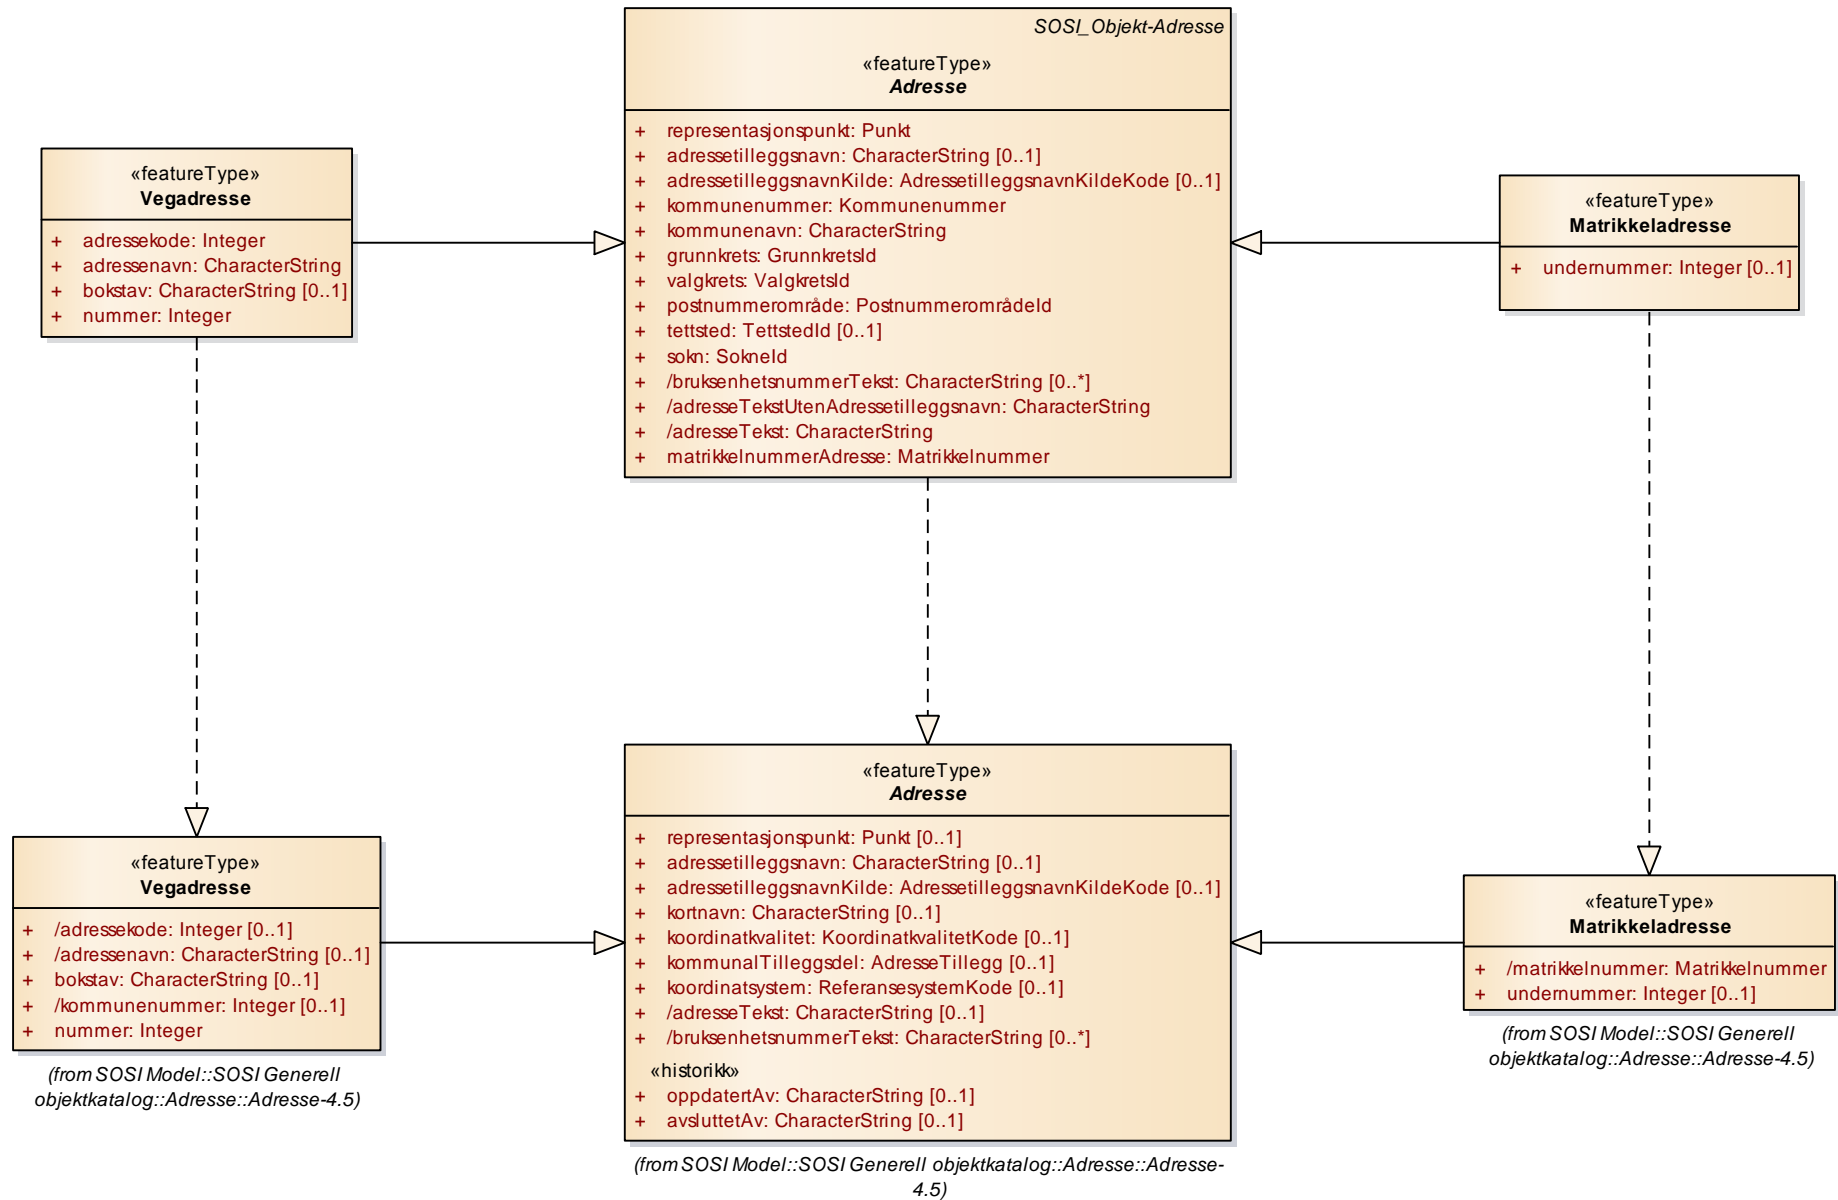 SOSI_Objekt-Adresse
«featureType»
Adresse
+ representasjonspunkt: Punkt
+ adressetilleggsnavn: CharacterString [0..1]
+ adressetilleggsnavnKilde: AdressetilleggsnavnKildeKode [0..1]
+ kommunenummer: Kommunenummer
+ kommunenavn: CharacterString
+ grunnkrets: GrunnkretsId
+ valgkrets: ValgkretsId
+ postnummerområde: PostnummerområdeId
+ tettsted: TettstedId [0..1]
+ sokn: SokneId
+ /bruksenhetsnummerTekst: CharacterString [0..*]
+ /adresseTekstUtenAdressetilleggsnavn: CharacterString
+ /adresseTekst: CharacterString
+ matrikkelnummerAdresse: Matrikkelnummer
«featureType»
Vegadresse
+ adressekode: Integer
+ adressenavn: CharacterString
+ bokstav: CharacterString [0..1]
+ nummer: Integer
«featureType»
Matrikkeladresse
+ undernummer: Integer [0..1]
«featureType»
Vegadresse
+ /adressekode: Integer [0..1]
+ /adressenavn: CharacterString [0..1]
+ bokstav: CharacterString [0..1]
+ /kommunenummer: Integer [0..1]
+ nummer: Integer
(from SOSI Model::SOSI Generell
objektkatalog::Adresse::Adresse-4.5)
«featureType»
Adresse
+ representasjonspunkt: Punkt [0..1]
+ adressetilleggsnavn: CharacterString [0..1]
+ adressetilleggsnavnKilde: AdressetilleggsnavnKildeKode [0..1]
+ kortnavn: CharacterString [0..1]
+ koordinatkvalitet: KoordinatkvalitetKode [0..1]
+ kommunalTilleggsdel: AdresseTillegg [0..1]
+ koordinatsystem: ReferansesystemKode [0..1]
+ /adresseTekst: CharacterString [0..1]
+ /bruksenhetsnummerTekst: CharacterString [0..*]
«historikk»
+ oppdatertAv: CharacterString [0..1]
+ avsluttetAv: CharacterString [0..1]
(from SOSI Model::SOSI Generell objektkatalog::Adresse::Adresse-
4.5)
«featureType»
Matrikkeladresse
+ /matrikkelnummer: Matrikkelnummer
+ undernummer: Integer [0..1]
(from SOSI Model::SOSI Generell
objektkatalog::Adresse::Adresse-4.5)